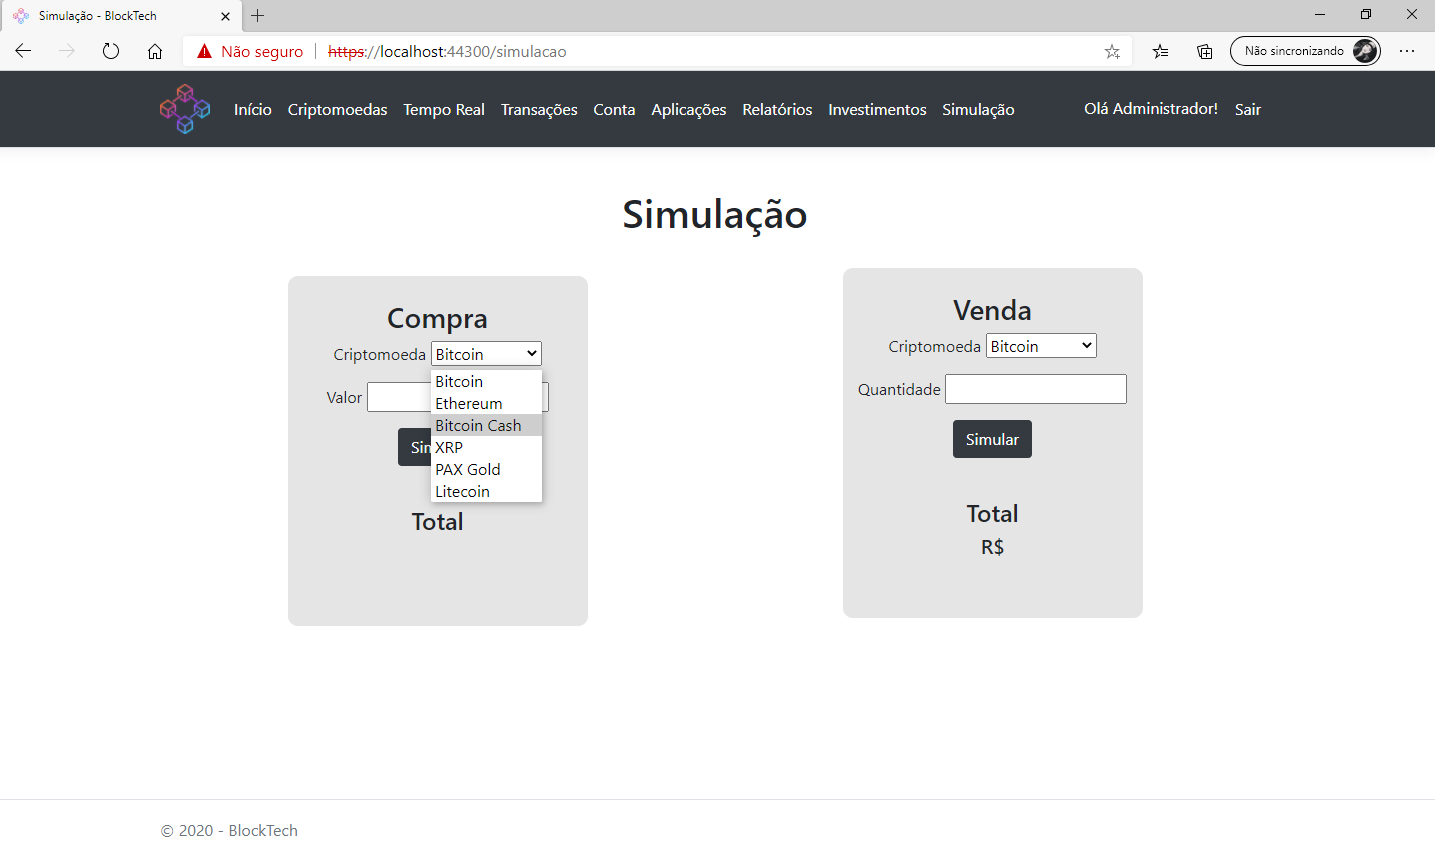 Simulação - BlockTech
Não seguro
https://localhost:44300/simulacao
Não sincronizando
Início Criptomoedas Tempo Real Transações Conta Aplicações Relatórios Investimentos Simulação Olá Administrador! Sair
Simulação
Compra
Criptomoeda Bitcoin
Bitcoin
Ethereum
Bitcoin Cash
XRP
PAX Gold
Litecoin
Valor
Total
Venda
Criptomoeda Bitcoin
Quantidade
Simular
Total
R$
© 2020 - BlockTech